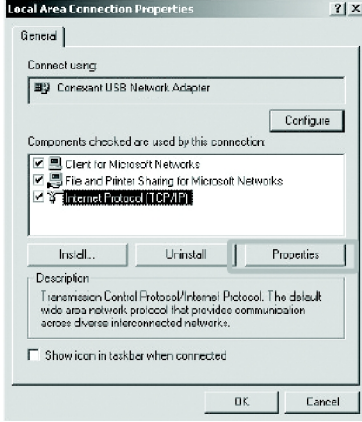 Local Area Connection Properties
General
Connect using:
Conexant USB Network Adapter
Configure
Components checked are used by this connection:
Client for Microsoft Networks
File and Printer Sharing for Microsoft Networks
Internet Protocol (TCP/IP)
Install... Uninstall Properties
Description
Transmission Control Protocol/Internet Protocol. The default
wide area network protocol that provides communication
across diverse interconnected networks.
Show icon in taskbar when connected
OK Cancel